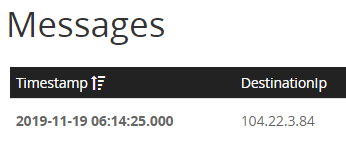 Messages
Timestamp DestinationIp
2019-11-19 06:14:25.000 104.22.3.84